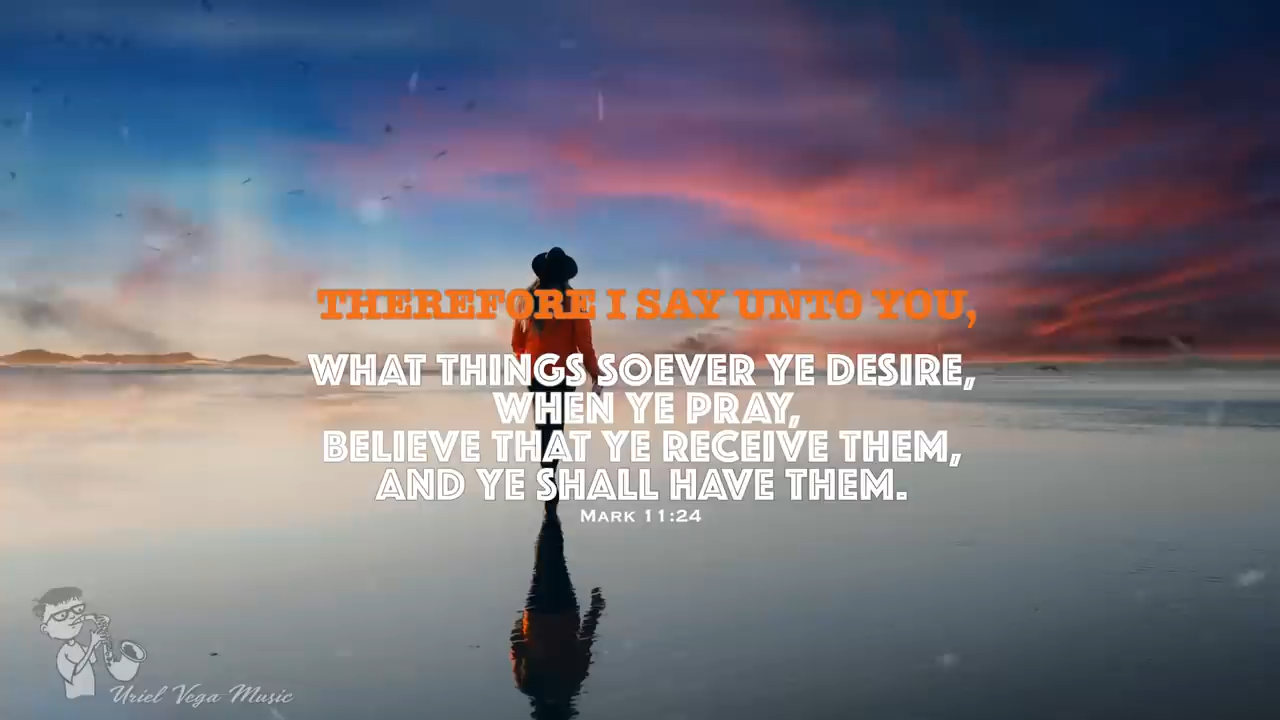 THEREFORE I SAY UNTO YOU,
WHAT THINGS SOEVER YE DESIRE,
WHEN YE PRAY,
BELIEVE THAT YE RECEIVE THEM,
AND YE SHALL HAVE THEM.
MARK 11:24
Uriel Vega Music